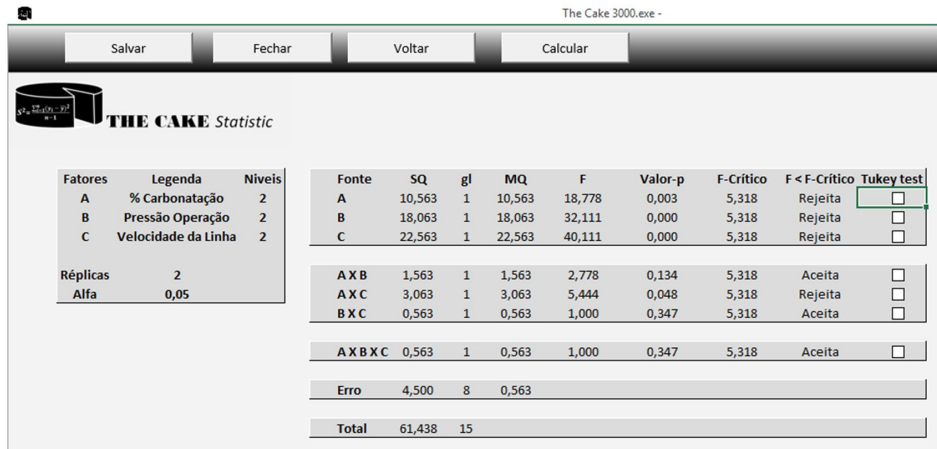 The Cake 3000.exe -
Salvar Fechar Voltar Calcular
THE CAKE Statistic
Fatores Legenda Niveis
A % Carbonatação 2
B Pressão Operação 2
C Velocidade da Linha 2
Réplicas 2
Alfa 0,05
Fonte SQ gl MQ F Valor-p F-Crítico F < F-Crítico Tukey test
A 10,563 1 10,563 18,778 0,003 5,318 Rejeita
B 18,063 1 18,063 32,111 0,000 5,318 Rejeita
C 22,563 1 22,563 40,111 0,000 5,318 Rejeita
A X B 1,563 1 1,563 2,778 0,134 5,318 Aceita
A X C 3,063 1 3,063 5,444 0,048 5,318 Rejeita
B X C 0,563 1 0,563 1,000 0,347 5,318 Aceita
A X B X C 0,563 1 0,563 1,000 0,347 5,318 Aceita
Erro 4,500 8 0,563
Total 61,438 15